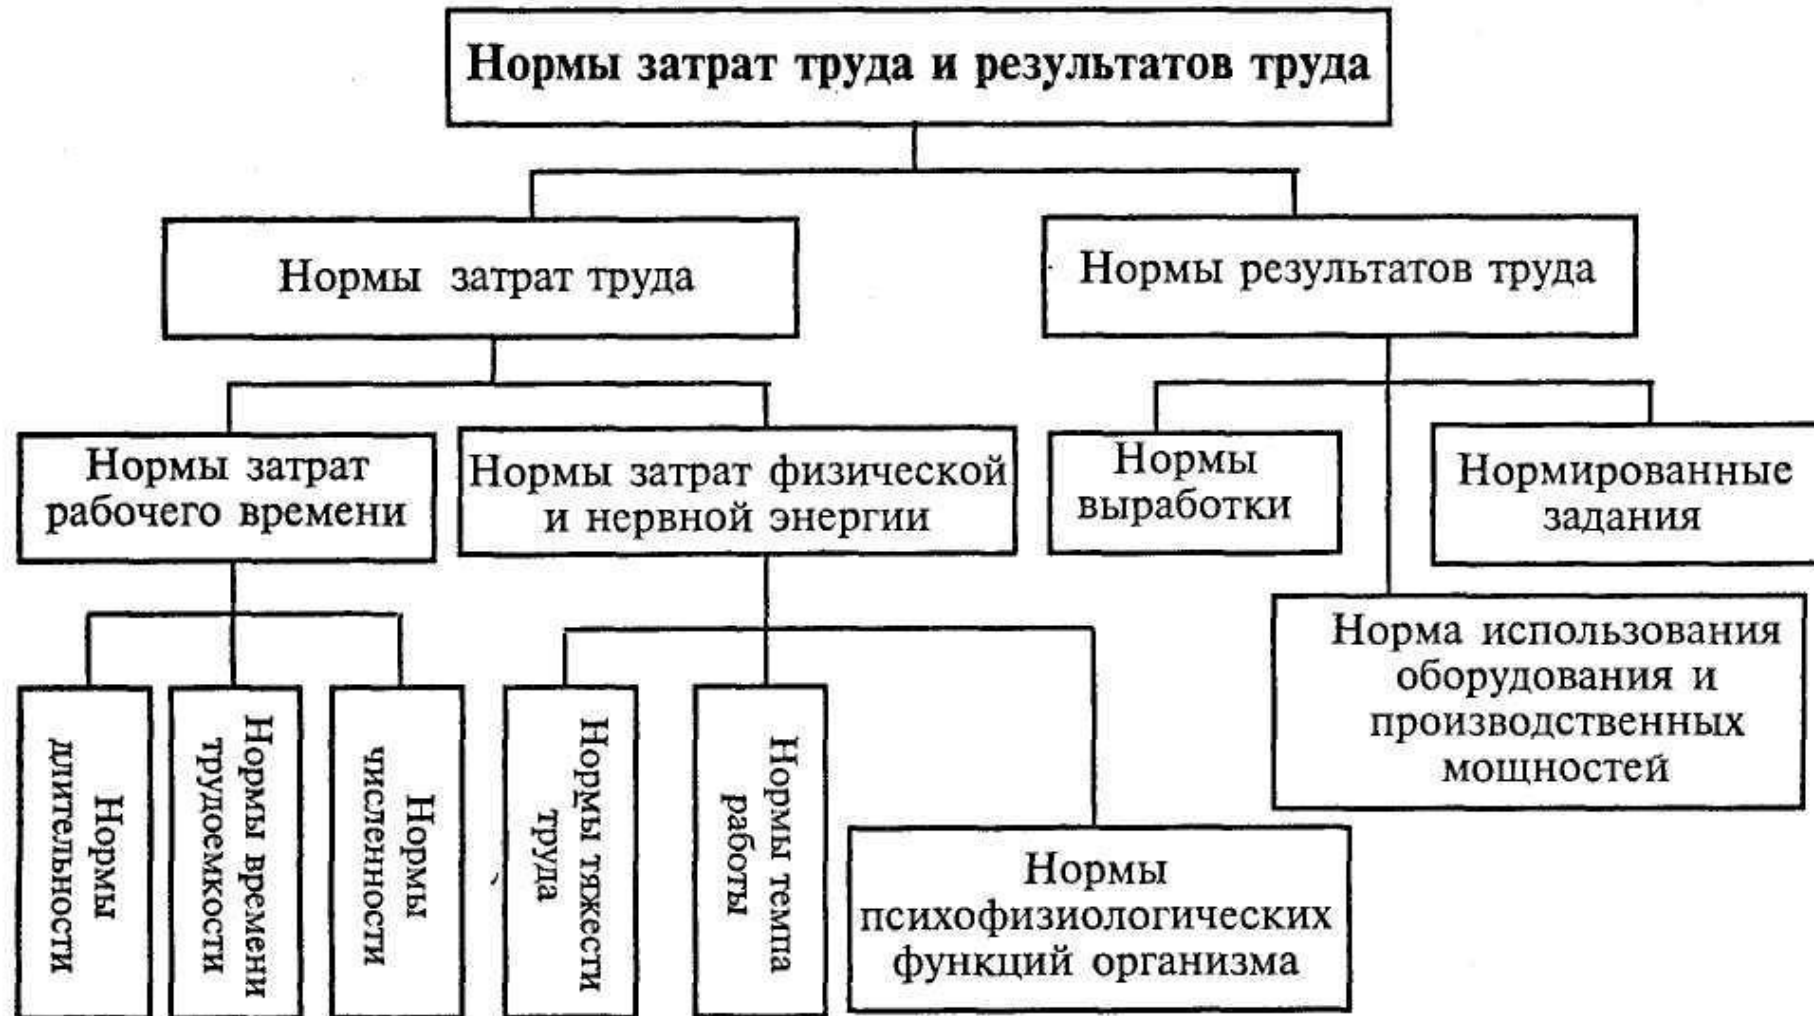 Нормы затрат труда и результатов труда
Нормы затрат труда
Нормы результатов труда
Нормы затрат
рабочего времени
Нормы затрат физической
и нервной энергии
Нормы
выработки
Нормированные
задания
Норма использования
оборудования и
производственных
мощностей
Нормы
длительности
Нормы времени
трудоемкости
Нормы
численности
Нормы тяжести
труда
Нормы темпа
работы
Нормы
психофизиологических
функций организма